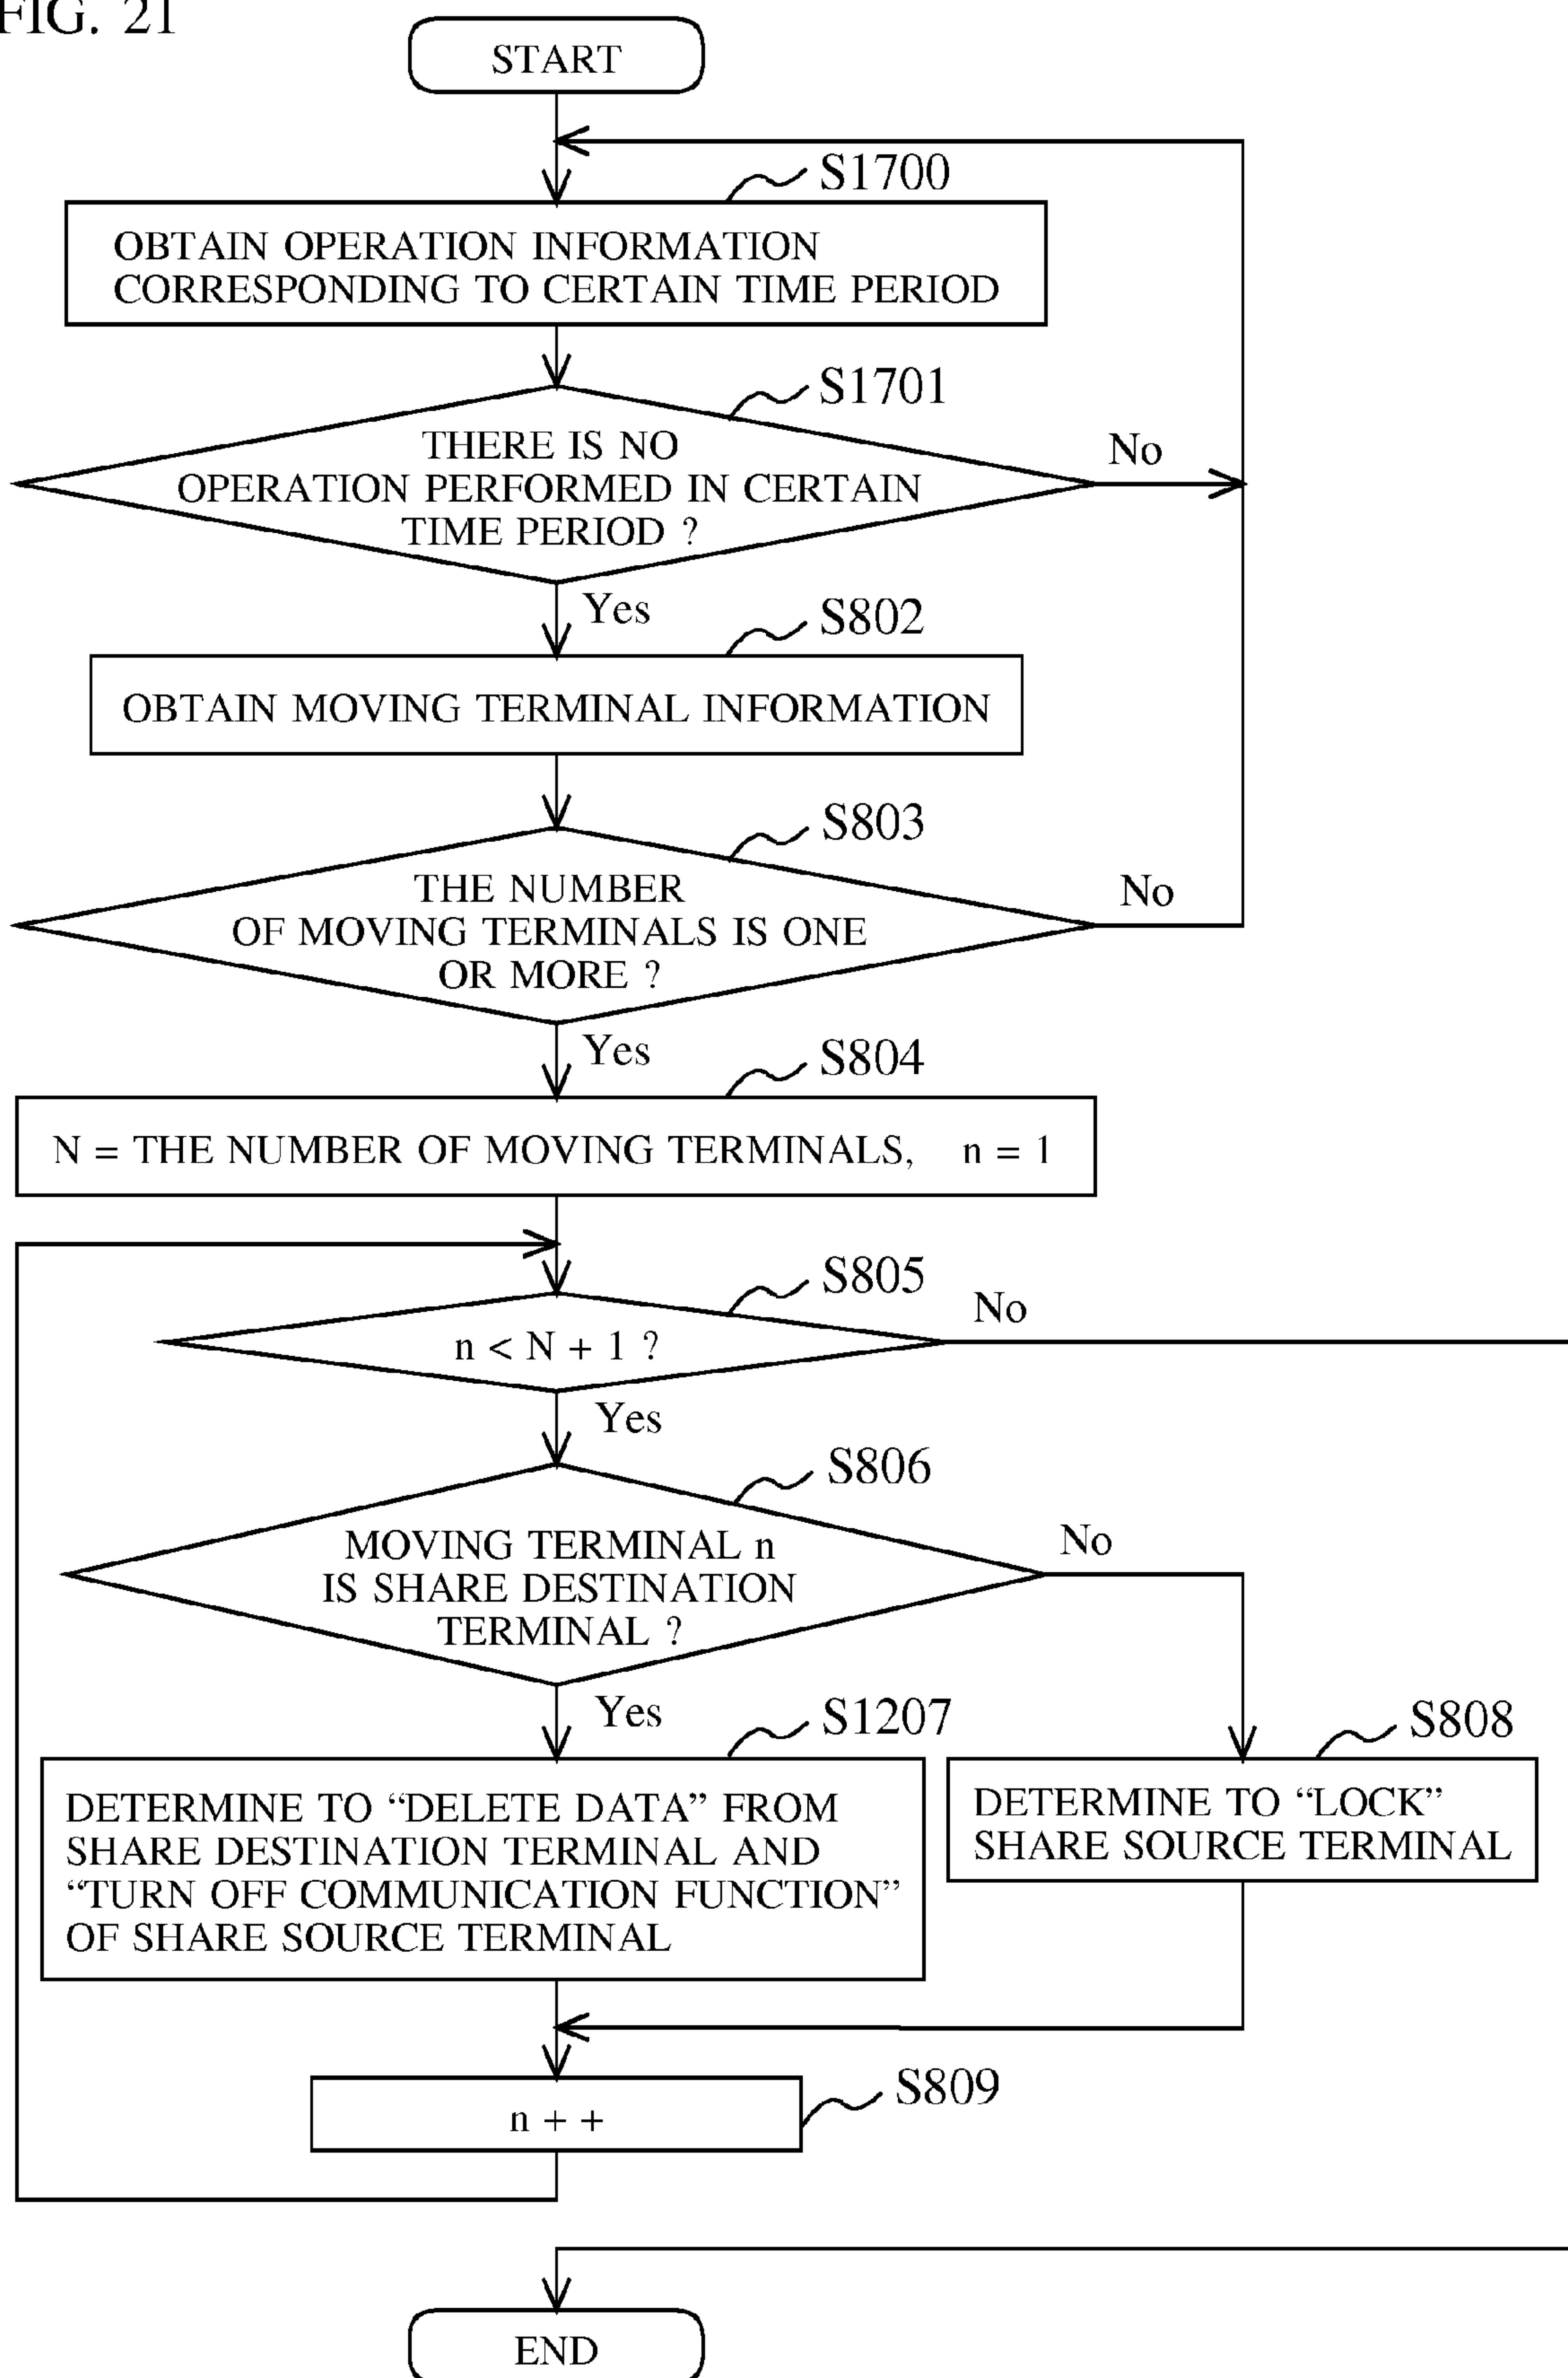 FIG. 21
START
S1700
OBTAIN OPERATION INFORMATION
CORRESPONDING TO CERTAIN TIME PERIOD
S1701
THERE IS NO
OPERATION PERFORMED IN CERTAIN
TIME PERIOD ?
No
Yes
S802
OBTAIN MOVING TERMINAL INFORMATION
S803
THE NUMBER
OF MOVING TERMINALS IS ONE
OR MORE ?
No
Yes
S804
N = THE NUMBER OF MOVING TERMINALS, n = 1
S805
n < N + 1 ?
No
Yes
S806
MOVING TERMINAL n
IS SHARE DESTINATION
TERMINAL ?
No
Yes
S1207
DETERMINE TO “DELETE DATA” FROM
SHARE DESTINATION TERMINAL AND
“TURN OFF COMMUNICATION FUNCTION”
OF SHARE SOURCE TERMINAL
S808
DETERMINE TO “LOCK”
SHARE SOURCE TERMINAL
S809
n + +
END